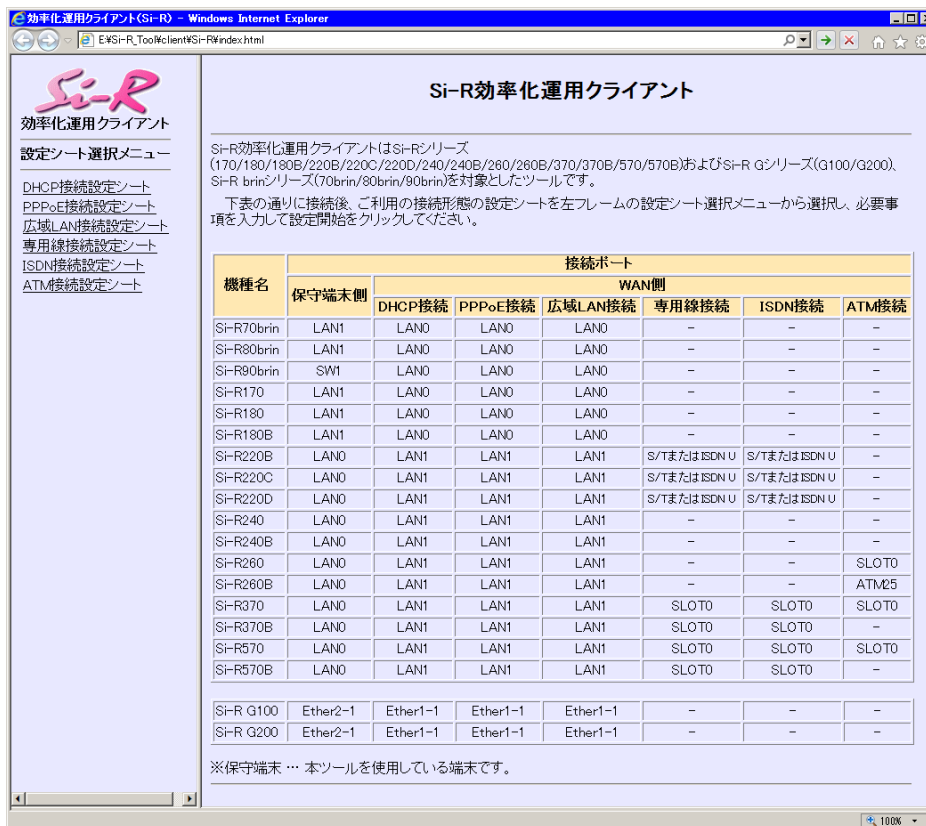 効率化運用クライアント(Si-R) - Windows Internet Explorer
E:¥Si-R_Tool¥client¥Si-R¥index.html
Si-R
効率化運用クライアント
設定シート選択メニュー
DHCP接続設定シート
PPPoE接続設定シート
広域LAN接続設定シート
専用線接続設定シート
ISDN接続設定シート
ATM接続設定シート
Si-R効率化運用クライアント
Si-R効率化運用クライアントはSi-Rシリーズ
(170/180/180B/220B/220C/220D/240/240B/260/260B/370/370B/570/570B)およびSi-R Gシリーズ(G100/G200)、
Si-R brinシリーズ(70brin/80brin/90brin)を対象としたツールです。
下表の通りに接続後、ご利用の接続形態の設定シートを左フレームの設定シート選択メニューから選択し、必要事
項を入力して設定開始をクリックしてください。
機種名 接続ポート
保守端末側 WAN側
DHCP接続 PPPoE接続 広域LAN接続 専用線接続 ISDN接続 ATM接続
Si-R70brin LAN1 LAN0 LAN0 LAN0 - - -
Si-R80brin LAN1 LAN0 LAN0 LAN0 - - -
Si-R90brin SW1 LAN0 LAN0 LAN0 - - -
Si-R170 LAN1 LAN0 LAN0 LAN0 - - -
Si-R180 LAN1 LAN0 LAN0 LAN0 - - -
Si-R180B LAN1 LAN0 LAN0 LAN0 - - -
Si-R220B LAN0 LAN1 LAN1 LAN1 S/TまたはISDN U S/TまたはISDN U -
Si-R220C LAN0 LAN1 LAN1 LAN1 S/TまたはISDN U S/TまたはISDN U -
Si-R220D LAN0 LAN1 LAN1 LAN1 S/TまたはISDN U S/TまたはISDN U -
Si-R240 LAN0 LAN1 LAN1 LAN1 - - -
Si-R240B LAN0 LAN1 LAN1 LAN1 - - -
Si-R260 LAN0 LAN1 LAN1 LAN1 - - SLOT0
Si-R260B LAN0 LAN1 LAN1 LAN1 - - ATM25
Si-R370 LAN0 LAN1 LAN1 LAN1 SLOT0 SLOT0 SLOT0
Si-R370B LAN0 LAN1 LAN1 LAN1 SLOT0 SLOT0 -
Si-R570 LAN0 LAN1 LAN1 LAN1 SLOT0 SLOT0 SLOT0
Si-R570B LAN0 LAN1 LAN1 LAN1 SLOT0 SLOT0 -
Si-R G100 Ether2-1 Ether1-1 Ether1-1 Ether1-1 - - -
Si-R G200 Ether2-1 Ether1-1 Ether1-1 Ether1-1 - - -
※保守端末 … 本ツールを使用している端末です。
100%